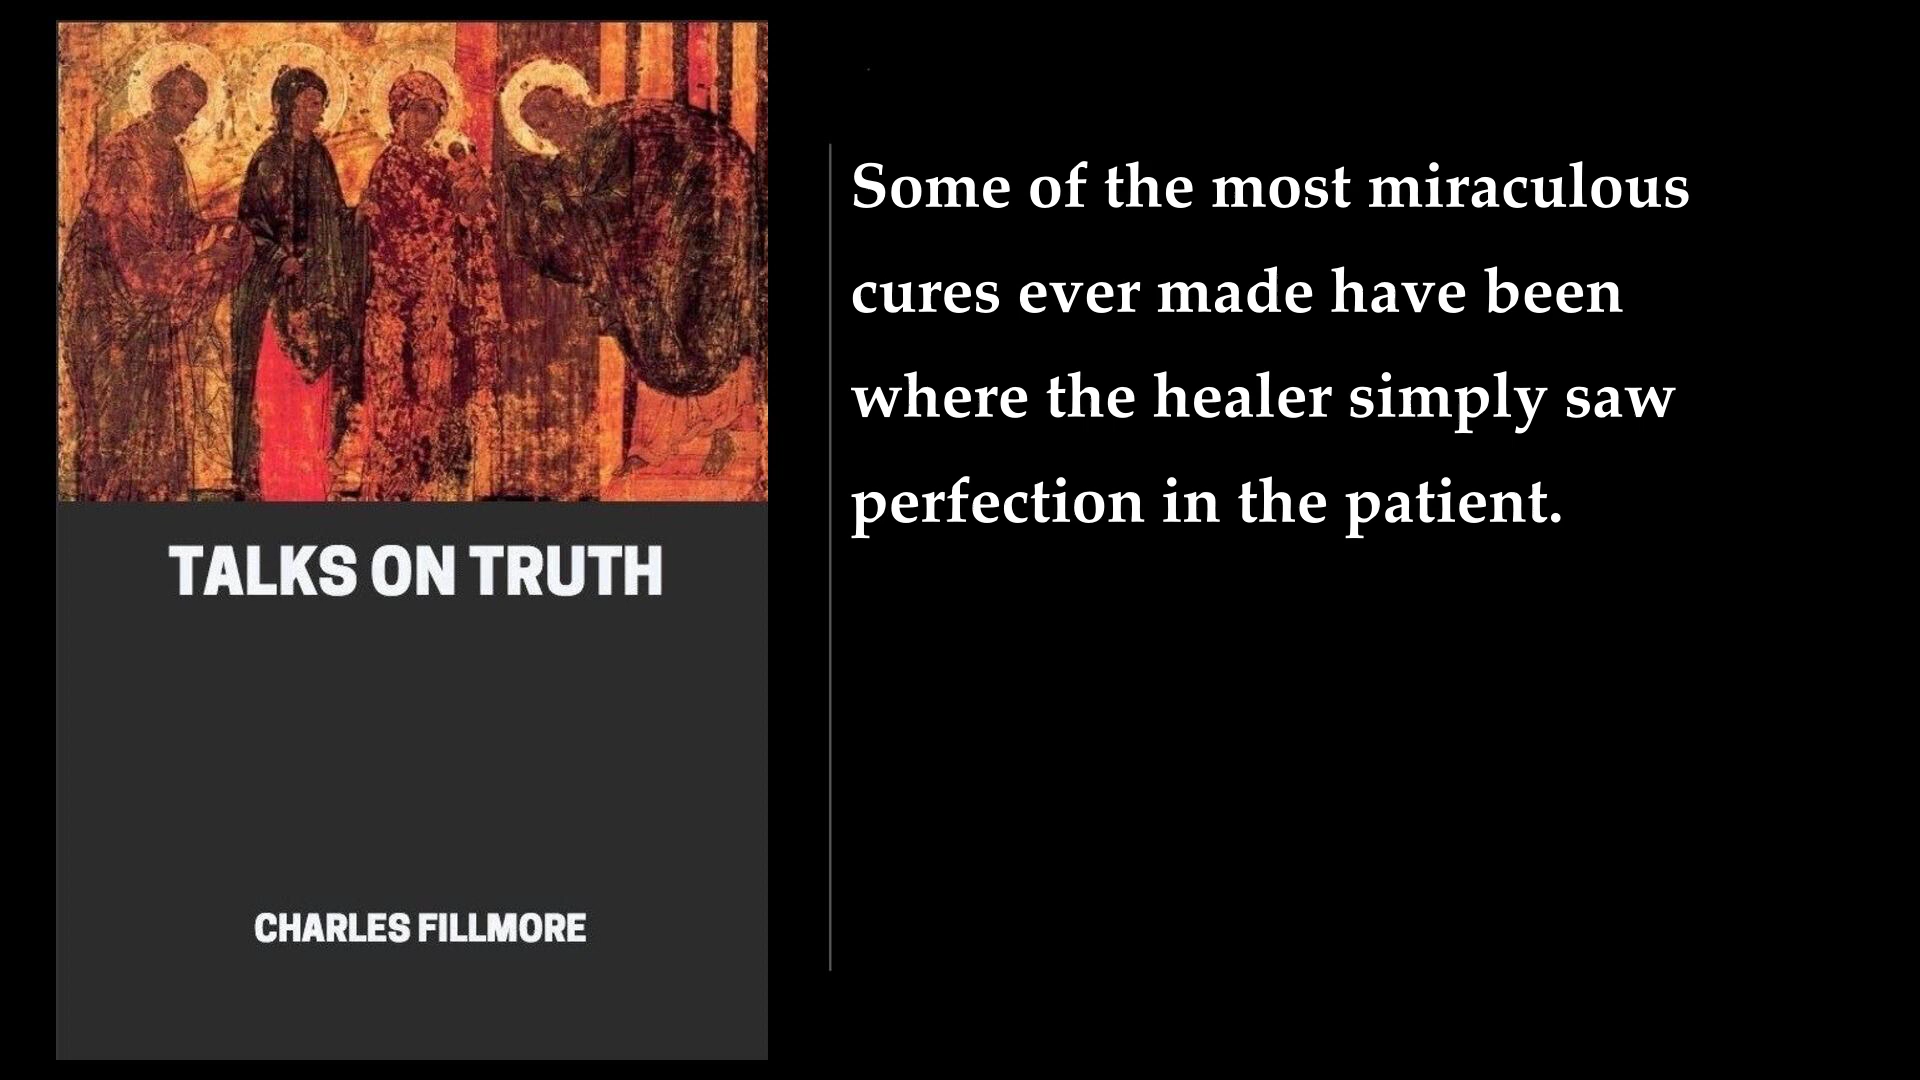 TALKS ON TRUTH
CHARLES FILLMORE
Some of the most miraculous
cures ever made have been
where the healer simply saw
perfection in the patient.